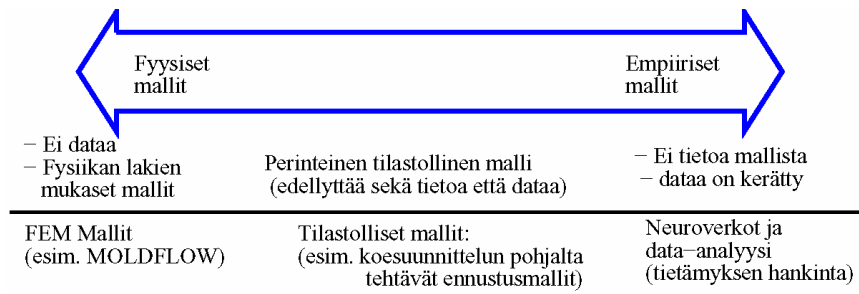 Fyysiset
mallit
Empiiriset
mallit
− Ei dataa
− Fysiikan lakien
mukaset mallit
Perinteinen tilastollinen malli
(edellyttää sekä tietoa että dataa)
− Ei tietoa mallista
− dataa on kerätty
FEM Mallit
(esim. MOLDFLOW)
Tilastolliset mallit:
(esim. koesuunnittelun pohjalta
tehtävät ennustusmallit)
Neuroverkot ja
data−analyysi
(tietämyksen hankinta)